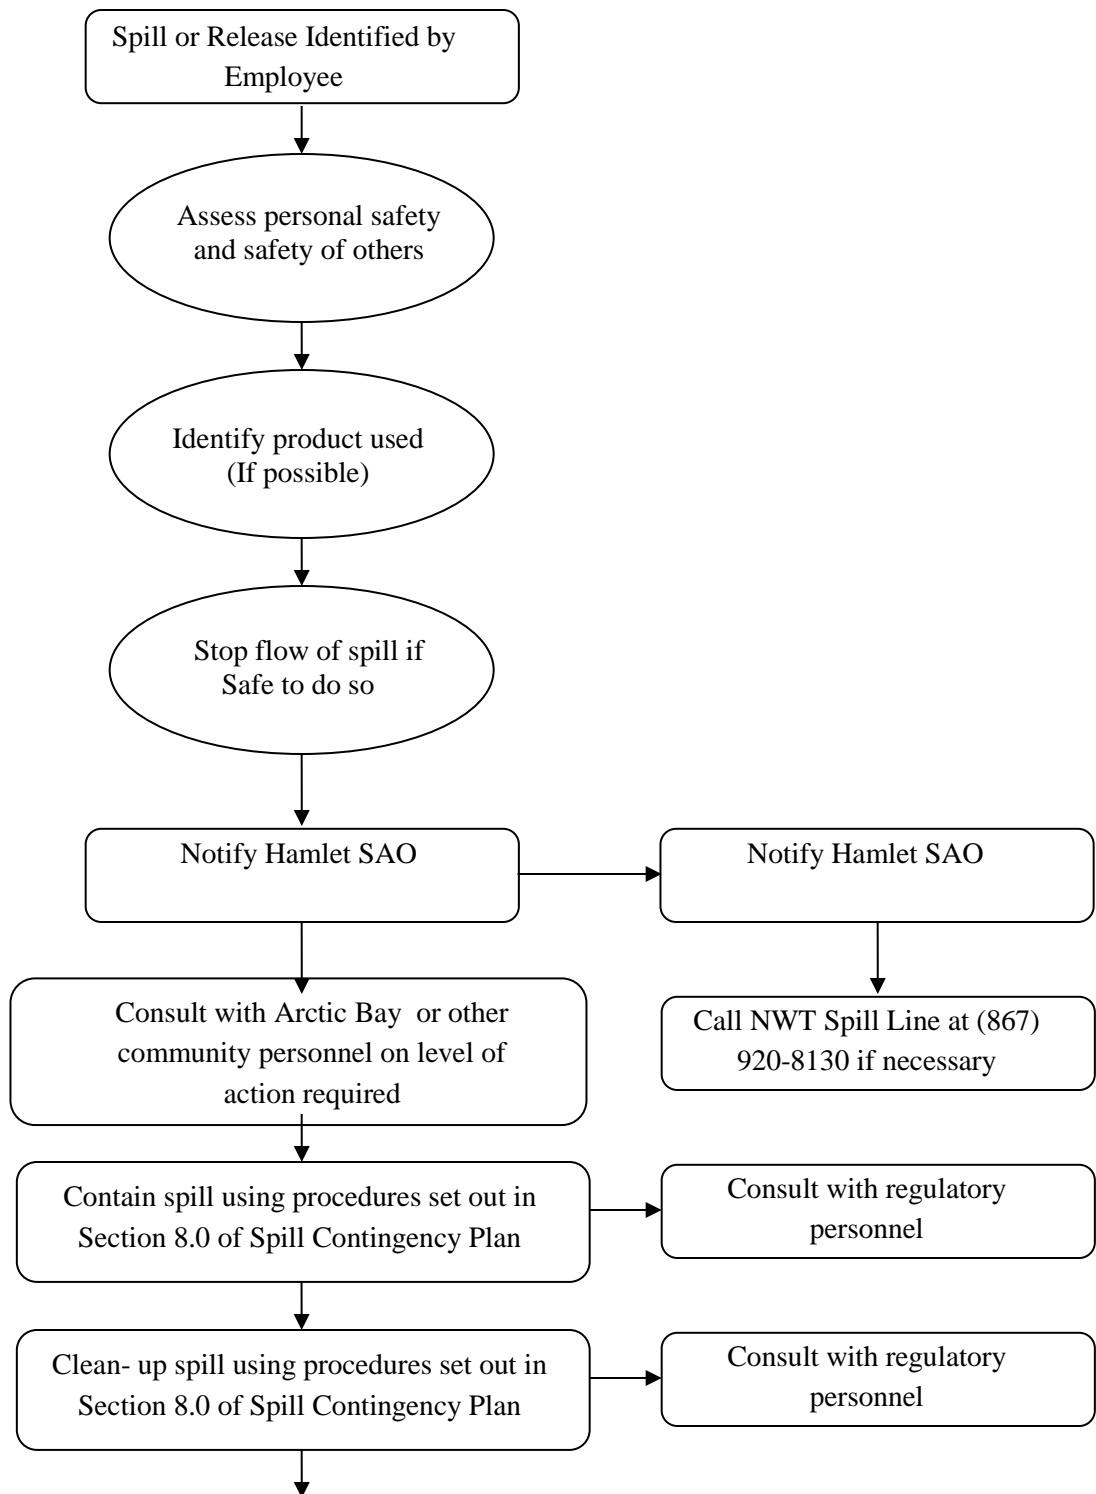 Spill or Release Identified by
Employee
Assess personal safety
and safety of others
Identify product used
(If possible)
Stop flow of spill if
Safe to do so
Notify Hamlet SAO
Notify Hamlet SAO
Consult with Arctic Bay or other
community personnel on level of
action required
Call NWT Spill Line at (867)
920-8130 if necessary
Contain spill using procedures set out in
Section 8.0 of Spill Contingency Plan
Consult with regulatory
personnel
Clean- up spill using procedures set out in
Section 8.0 of Spill Contingency Plan
Consult with regulatory
personnel